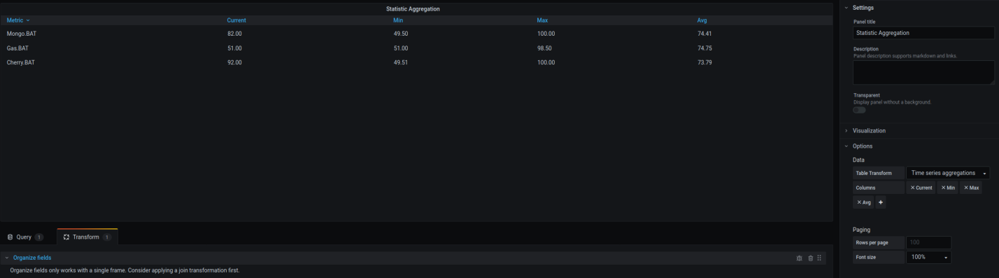 Statistic Aggregation
Metric Current Min Max Avg
Mongo.BAT 82.00 49.50 100.00 74.41
Gas.BAT 51.00 51.00 98.50 74.75
Cherry.BAT 92.00 49.51 100.00 73.79
Query 1 Transform 1
Organize fields
Organize fields only works with a single frame. Consider applying a join transformation first.
Settings
Panel title
Statistic Aggregation
Description
Panel description supports markdown and links.
Transparent
Display panel without a background.
Visualization
Options
Data
Table Transform Time series aggregations
Columns × Current × Min × Max
× Avg +
Paging
Rows per page 100
Font size 100%